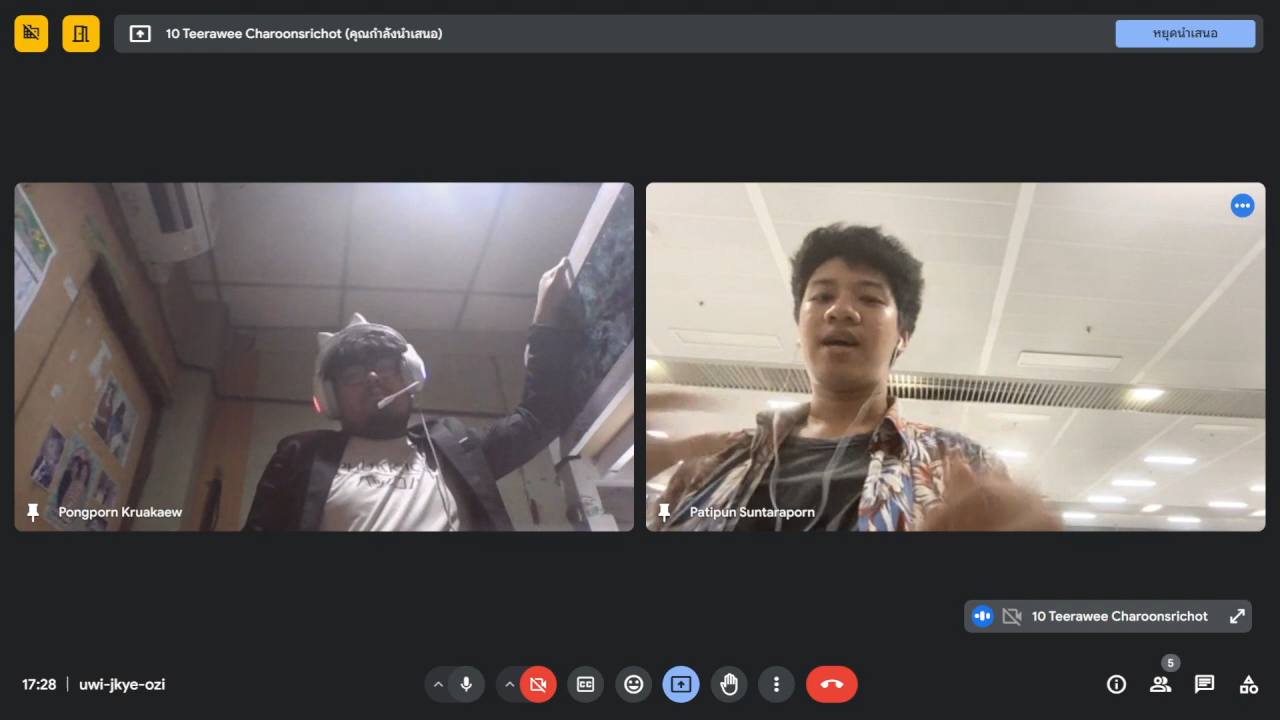 10 Teerawee Charoonsrichot (คุณกำลังนำเสนอ)
หยุดนำเสนอ
Pongporn Kruakaew
Patipun Suntaraporn
10 Teerawee Charoonsrichot
17:28 | uwi-jkye-ozi
CC
5